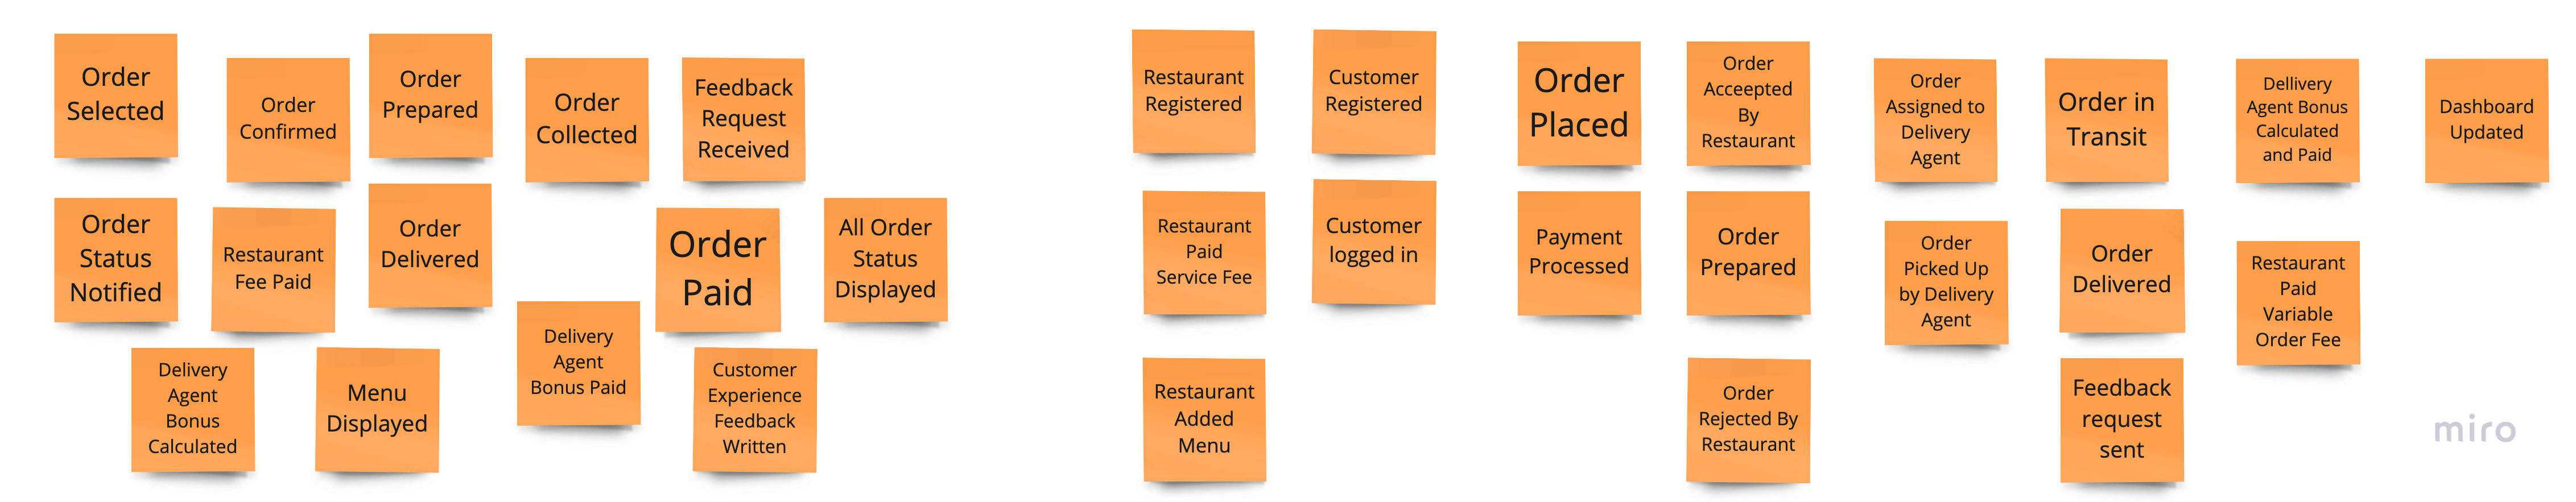 Order
Selected
Order
Confirmed
Order
Prepared
Order
Collected
Feedback
Request
Received
Order
Status
Notified
Restaurant
Fee Paid
Order
Delivered
Order
Paid
All Order
Status
Displayed
Delivery
Agent
Bonus
Calculated
Menu
Displayed
Delivery
Agent
Bonus Paid
Customer
Experience
Feedback
Written
Restaurant
Registered
Customer
Registered
Order
Placed
Order
Acceepted
By
Restaurant
Order
Assigned to
Delivery
Agent
Order in
Transit
Dellivery
Agent Bonus
Calculated
and Paid
Dashboard
Updated
Restaurant
Paid
Service Fee
Customer
logged in
Payment
Processed
Order
Prepared
Order
Picked Up
by Delivery
Agent
Order
Delivered
Restaurant
Paid
Variable
Order Fee
Restaurant
Added
Menu
Order
Rejected By
Restaurant
Feedback
request
sent
miro